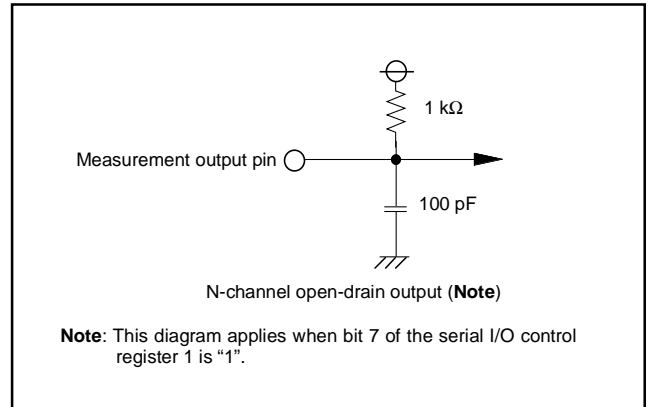 1 kΩ
Measurement output pin
100 pF
N-channel open-drain output (Note)
Note: This diagram applies when bit 7 of the serial I/O control
register 1 is “1”.